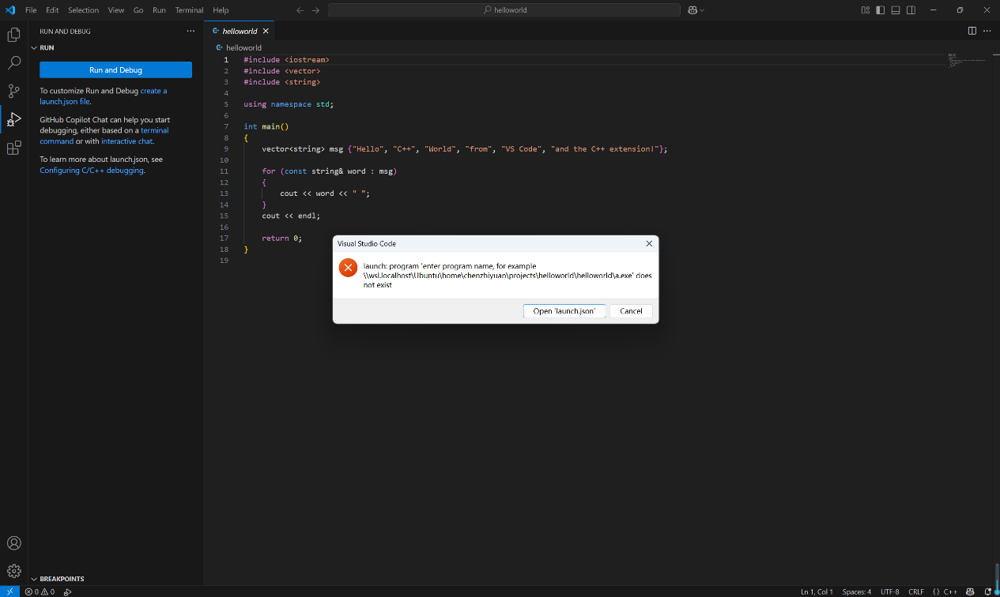 File Edit Selection View Go Run Terminal Help
helloworld
RUN AND DEBUG
RUN
Run and Debug
To customize Run and Debug create a
launch.json file.
GitHub Copilot Chat can help you start
debugging, either based on a terminal
command or with interactive chat.
To learn more about launch.json, see
Configuring C/C++ debugging.
BREAKPOINTS
helloworld
helloworld
1 #include <iostream>
2 #include <vector>
3 #include <string>
4
5 using namespace std;
6
7 int main()
8 {
9 vector<string> msg {"Hello", "C++", "World", "from", "VS Code", "and the C++ extension!"};
10
11 for (const string& word : msg)
12 {
13 cout << word << " ";
14 }
15 cout << endl;
16
17 return 0;
18 }
19
Visual Studio Code
launch: program 'enter program name, for example
\\wsl.localhost\Ubuntu\home\chenzhiyuan\projects\helloworld\helloworld\a.exe' does
not exist
Open 'launch.json'
Cancel
0 0
Ln 1, Col 1 Spaces: 4 UTF-8 CRLF {} C++